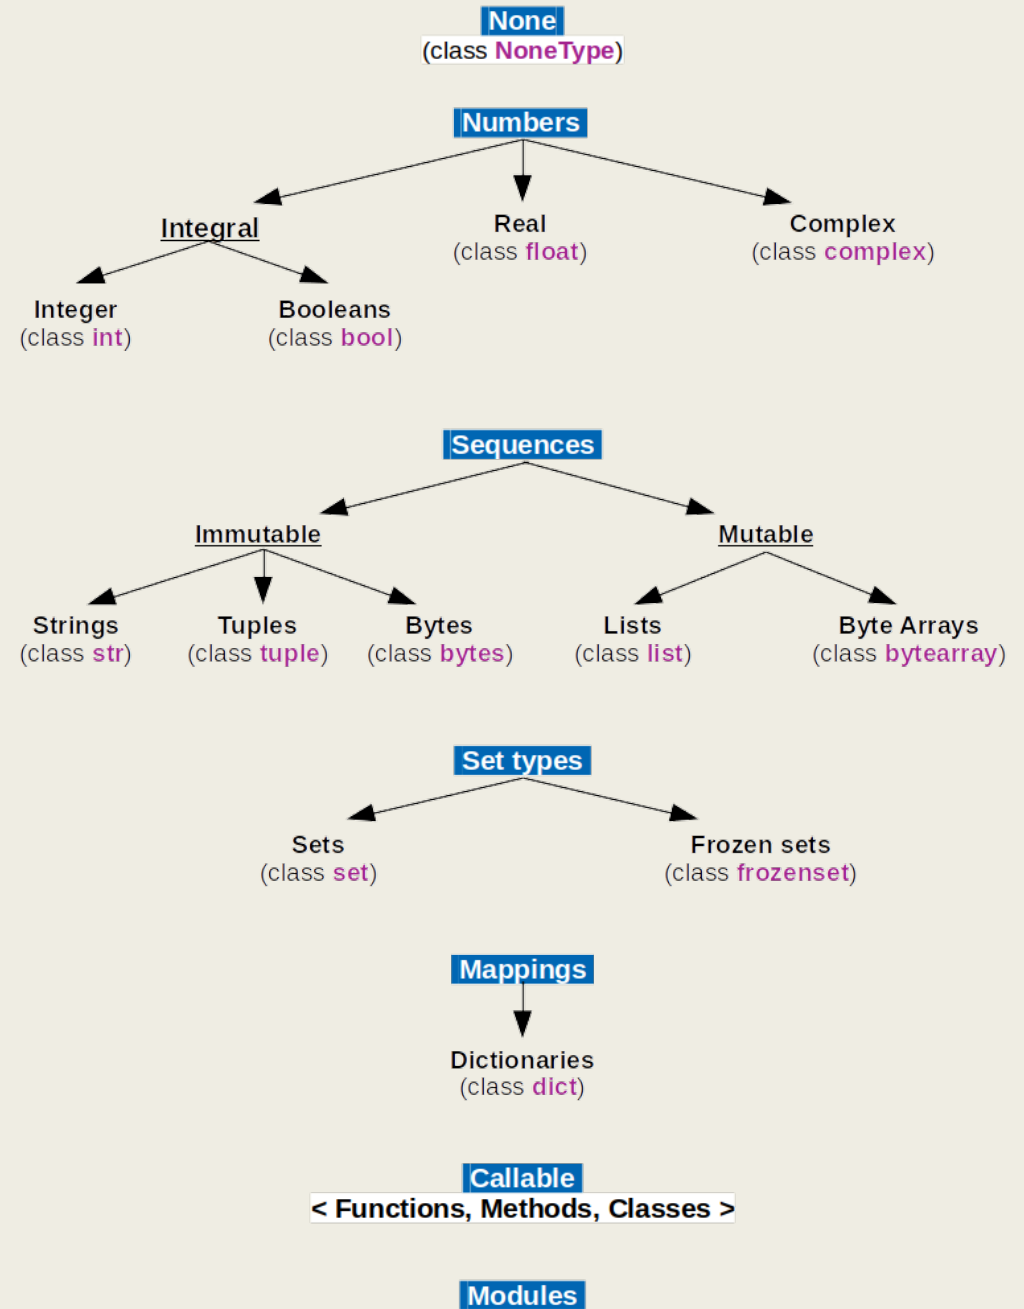 None
(class NoneType)
Numbers
Integral
Real
(class float)
Complex
(class complex)
Integer
(class int)
Booleans
(class bool)
Sequences
Immutable
Mutable
Strings
(class str)
Tuples
(class tuple)
Bytes
(class bytes)
Lists
(class list)
Byte Arrays
(class bytearray)
Set types
Sets
(class set)
Frozen sets
(class frozenset)
Mappings
Dictionaries
(class dict)
Callable
< Functions, Methods, Classes >
Modules